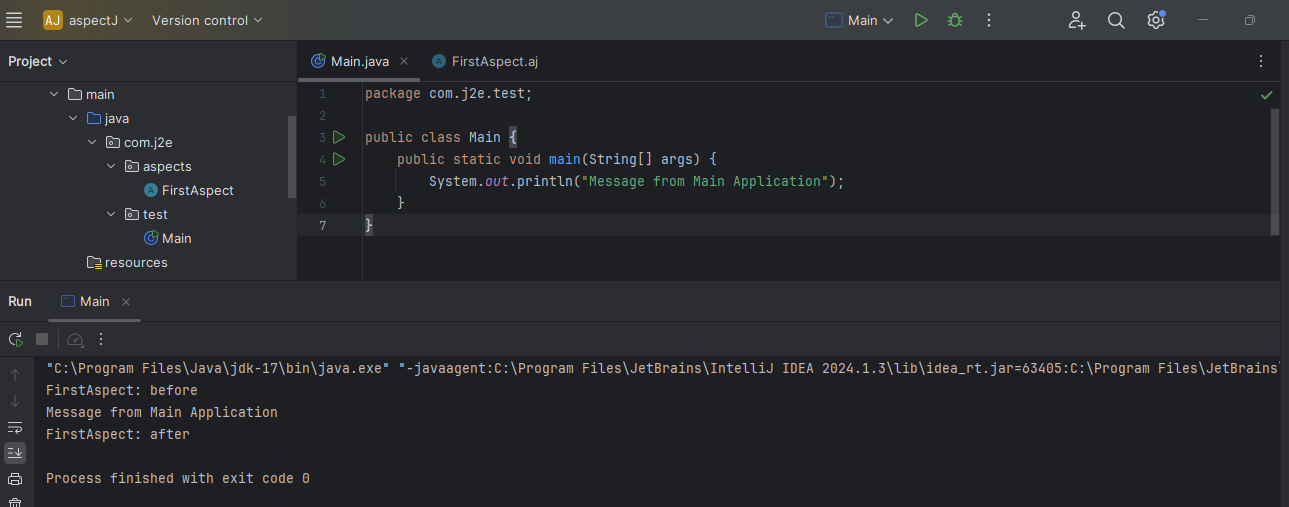 AJ aspectJ Version control Main
Project
Main.java FirstAspect.aj
main
java
com.j2e
aspects
A FirstAspect
test
Main
resources
1 package com.j2e.test;
2
3 public class Main {
4 public static void main(String[] args) {
5 System.out.println("Message from Main Application");
6 }
7 }
Run Main
"C:\Program Files\Java\jdk-17\bin\java.exe" "-javaagent:C:\Program Files\JetBrains\IntelliJ IDEA 2024.1.3\lib\idea_rt.jar=63405:C:\Program Files\JetBrains\
FirstAspect: before
Message from Main Application
FirstAspect: after
Process finished with exit code 0